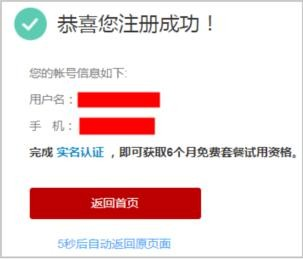 恭喜您注册成功！
您的帐号信息如下:
用户名：
手 机：
完成 实名认证 ，即可获取6个月免费套餐试用资格。
返回首页
5秒后自动返回原页面